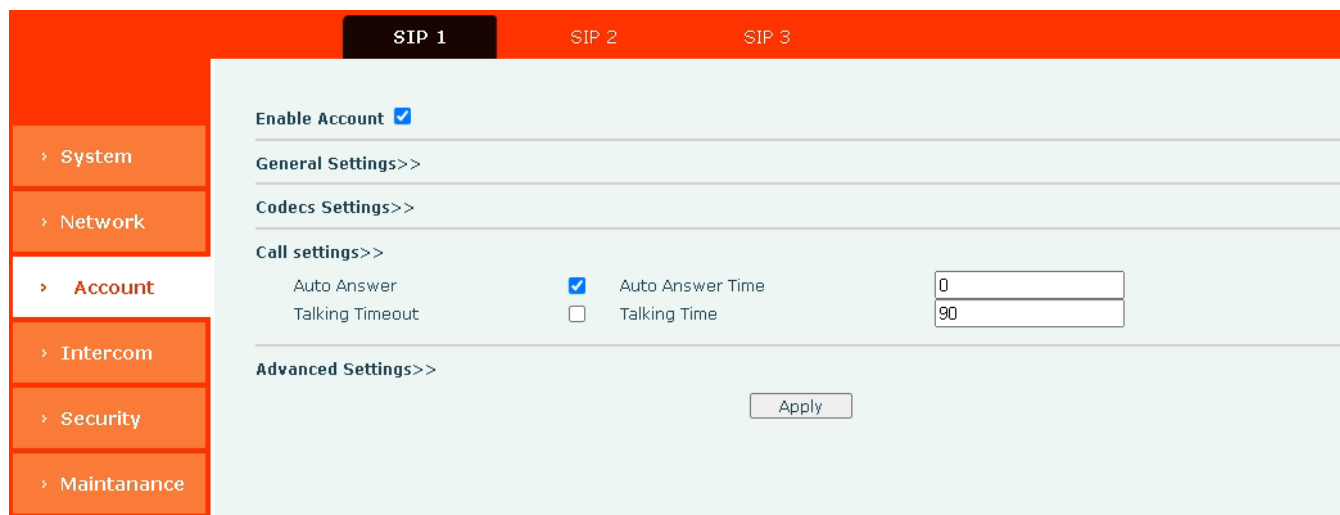 SIP 1 SIP 2 SIP 3
Enable Account
› System
General Settings>>
Codecs Settings>>
› Network
Call settings>>
› Account
Auto Answer Auto Answer Time 0
Talking Timeout Talking Time 90
› Intercom
Advanced Settings>>
Apply
› Security
› Maintanance